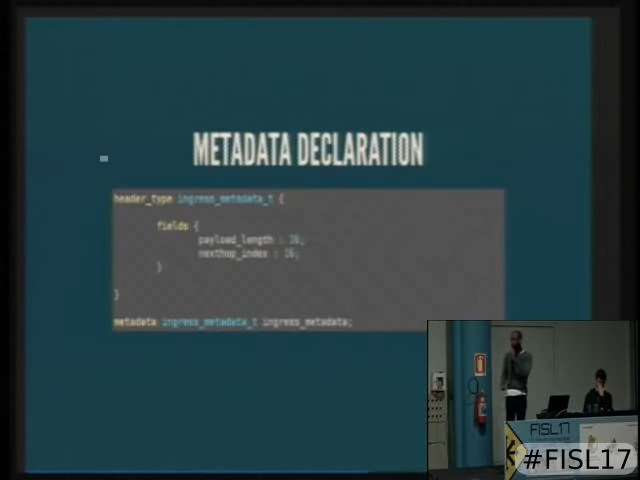 METADATA DECLARATION
header_type ingress_metadata_t {
fields {
payload_length : 16;
nexthop_index : 16;
}
}
metadata ingress_metadata_t ingress_metadata;
FISL17
#FISL17